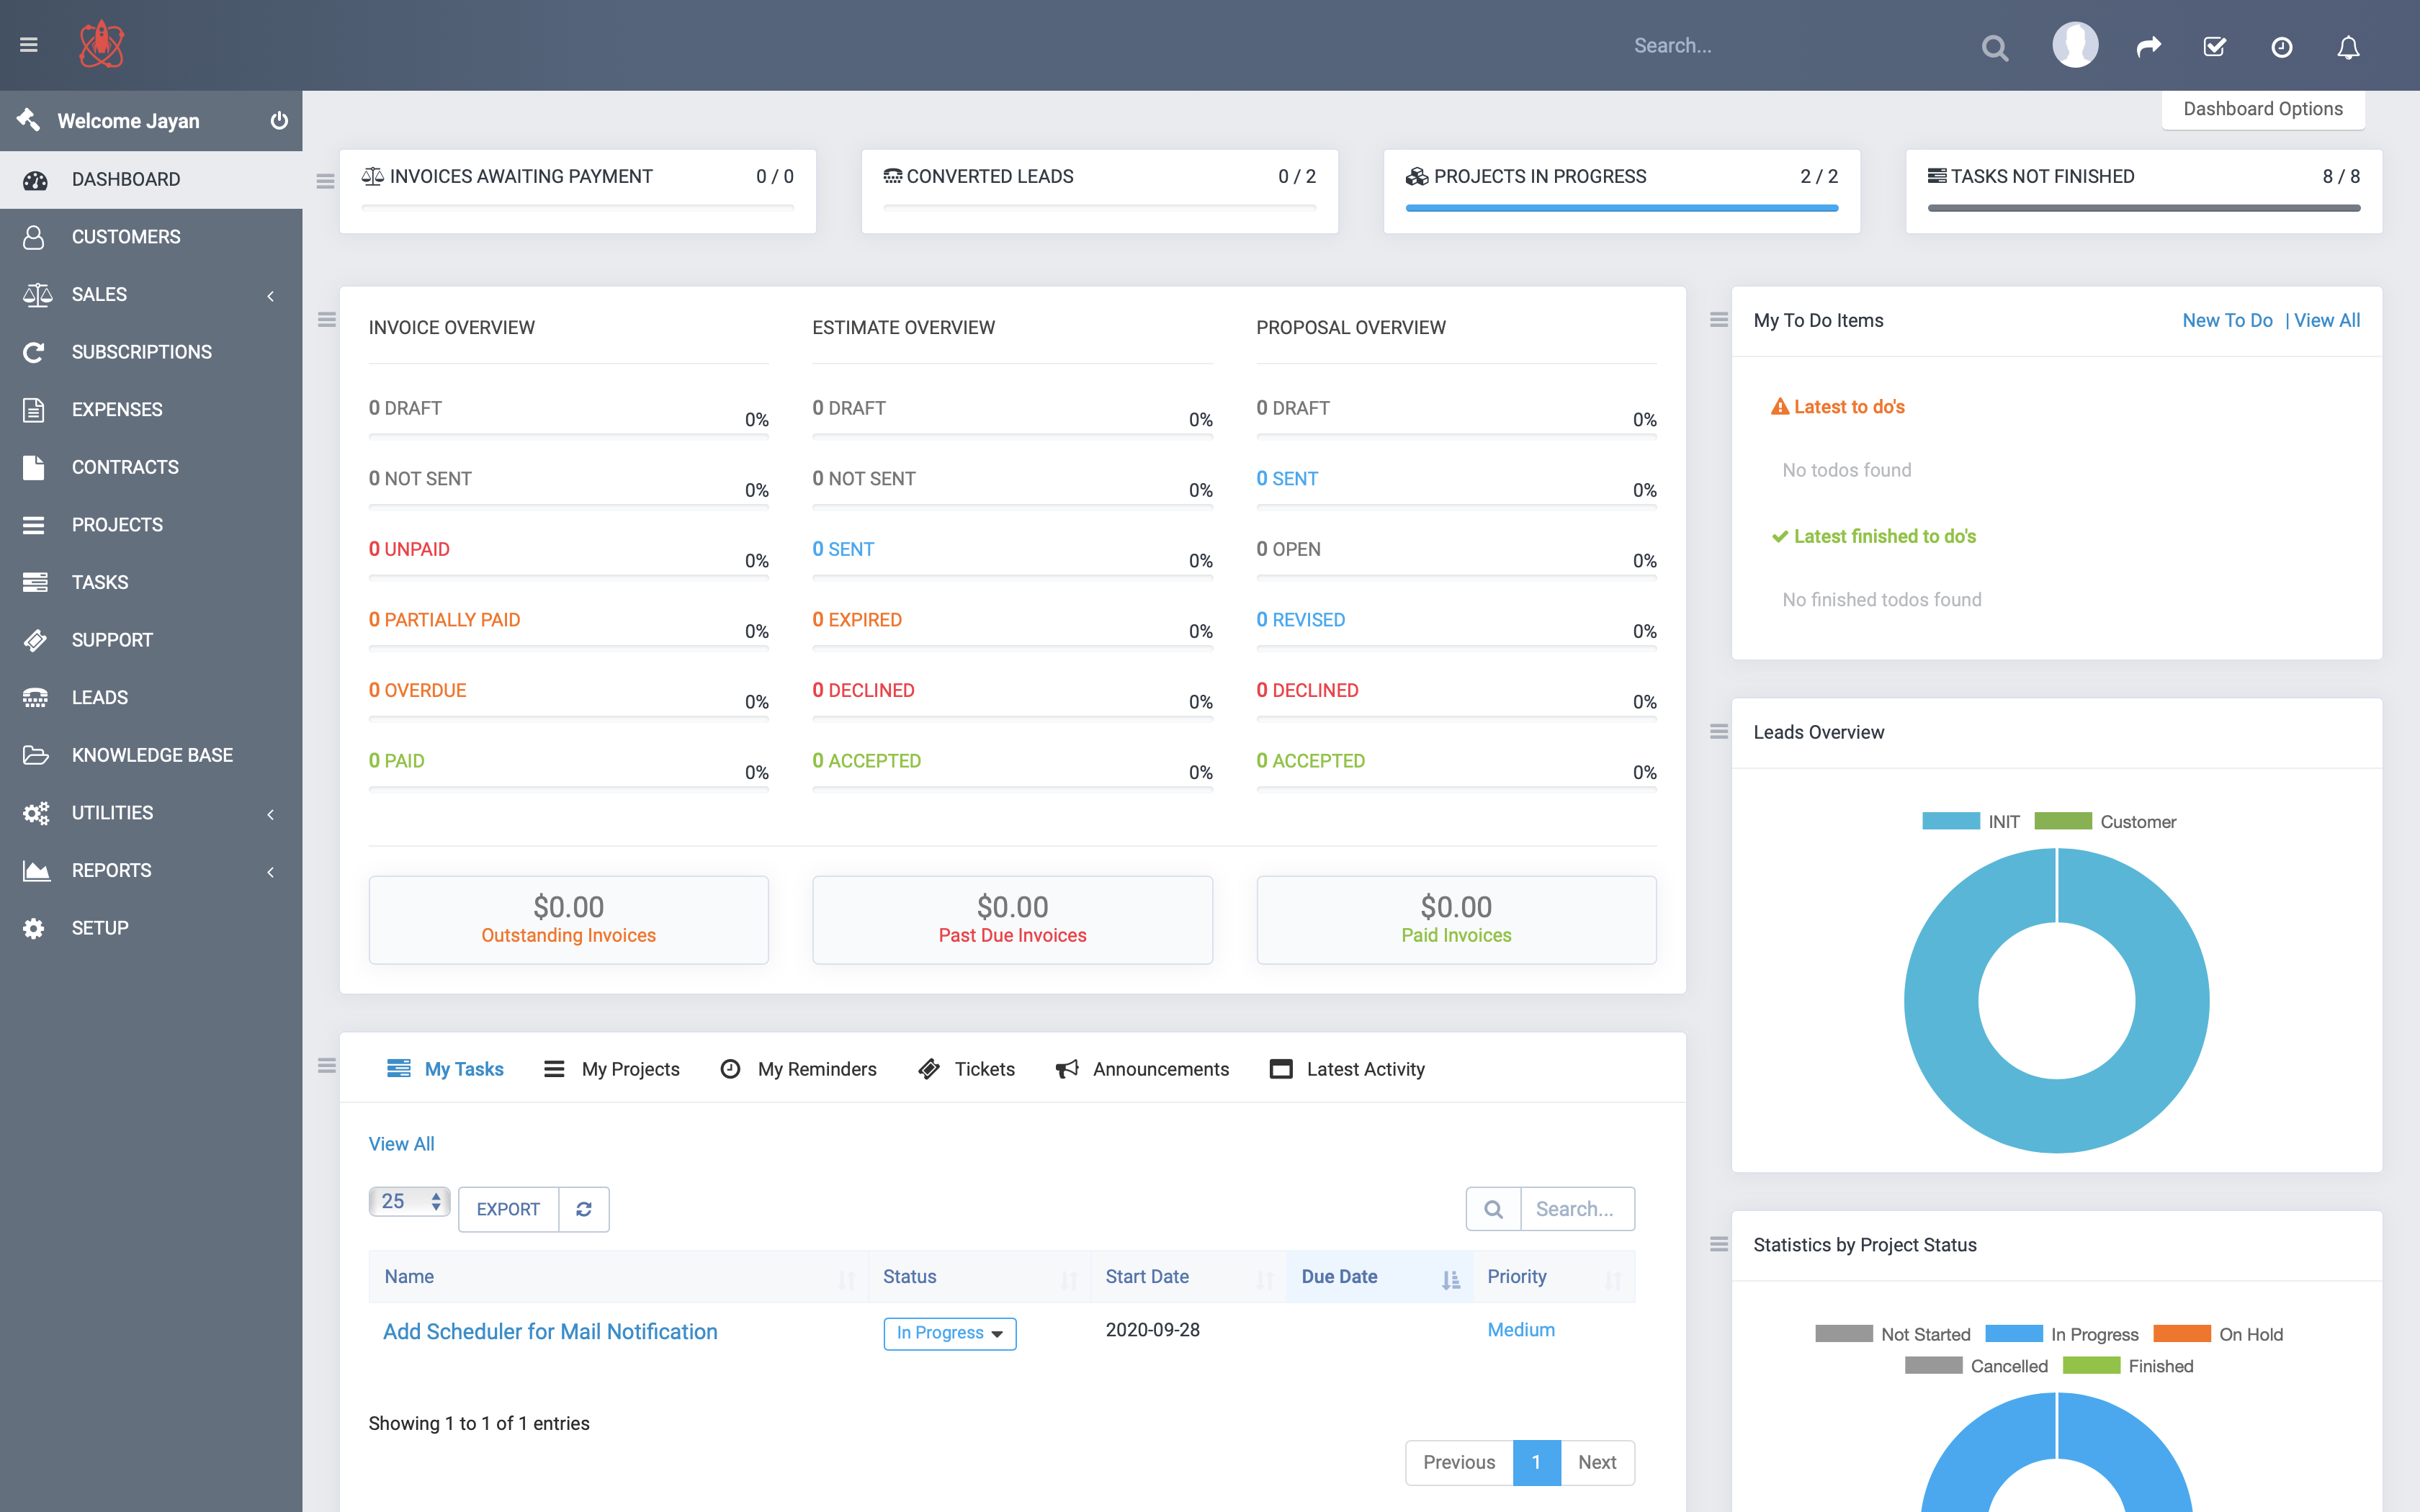 Search...
Welcome Jayan
Dashboard Options
DASHBOARD
CUSTOMERS
SALES
SUBSCRIPTIONS
EXPENSES
CONTRACTS
PROJECTS
TASKS
SUPPORT
LEADS
KNOWLEDGE BASE
UTILITIES
REPORTS
SETUP
INVOICES AWAITING PAYMENT 0 / 0
CONVERTED LEADS 0 / 2
PROJECTS IN PROGRESS 2 / 2
TASKS NOT FINISHED 8 / 8
INVOICE OVERVIEW
0 DRAFT 0%
0 NOT SENT 0%
0 UNPAID 0%
0 PARTIALLY PAID 0%
0 OVERDUE 0%
0 PAID 0%
ESTIMATE OVERVIEW
0 DRAFT 0%
0 NOT SENT 0%
0 SENT 0%
0 EXPIRED 0%
0 DECLINED 0%
0 ACCEPTED 0%
PROPOSAL OVERVIEW
0 DRAFT 0%
0 SENT 0%
0 OPEN 0%
0 REVISED 0%
0 DECLINED 0%
0 ACCEPTED 0%
$0.00
Outstanding Invoices
$0.00
Past Due Invoices
$0.00
Paid Invoices
My To Do Items New To Do | View All
Latest to do's
No todos found
Latest finished to do's
No finished todos found
Leads Overview
INIT Customer
My Tasks My Projects My Reminders Tickets Announcements Latest Activity
View All
25 EXPORT Search...
Name Status Start Date Due Date Priority
Add Scheduler for Mail Notification In Progress 2020-09-28 Medium
Showing 1 to 1 of 1 entries
Previous 1 Next
Statistics by Project Status
Not Started In Progress On Hold
Cancelled Finished